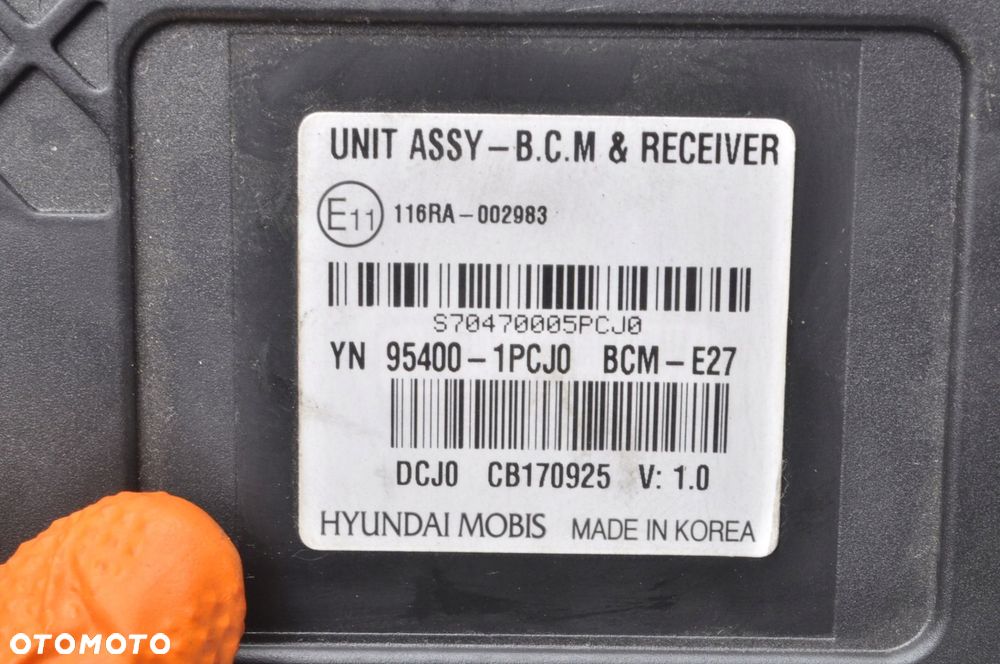 UNIT ASSY - B.C.M & RECEIVER
E11 116RA - 002983
S70470005PCJ0
YN 95400 - 1PCJ0 BCM - E27
DCJ0 CB170925 V: 1.0
HYUNDAI MOBIS MADE IN KOREA
OTOMOTO